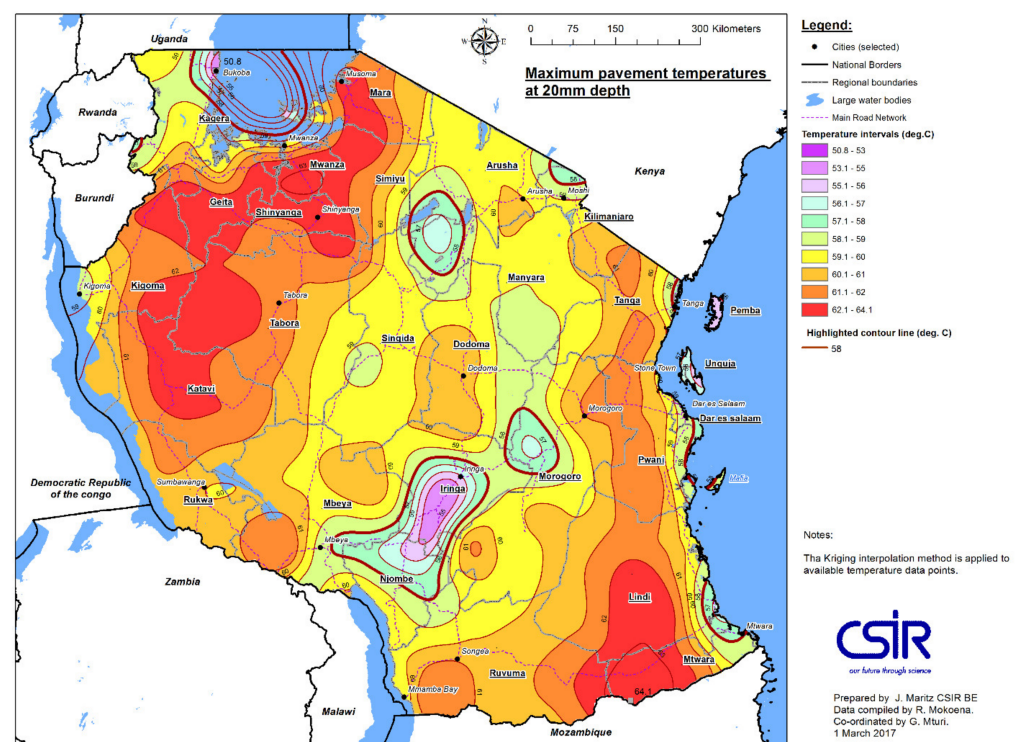 Uganda
N
W
E
S
0
75
150
300 Kilometers
Maximum pavement temperatures
at 20mm depth
Legend:
Cities (selected)
National Borders
Regional boundaries
Large water bodies
Main Road Network
Temperature intervals (deg.C)
50.8 - 53
53.1 - 55
55.1 - 56
56.1 - 57
57.1 - 58
58.1 - 59
59.1 - 60
60.1 - 61
61.1 - 62
62.1 - 64.1
Highlighted contour line (deg. C)
58
50.8
Bukoba
Musoma
Mara
Rwanda
Kagera
Mwanza
Mwanza
Arusha
Kenya
Simiyu
Burundi
Geita
Shinyanga
Shinyanga
Arusha
Moshi
Kilimanjaro
Kigoma
Kigoma
Tabora
Tabora
Manyara
Tanga
Tanga
Pemba
Singida
Dodoma
Dodoma
Stone Town
Unguja
Katavi
Morogoro
Dar es Salaam
Dar es salaam
Democratic Republic
of the congo
Sumbawanga
Rukwa
Iringa
Iringa
Morogoro
Pwani
Mafia
Mbeya
Mbeya
Njombe
Zambia
Lindi
Songea
Ruvuma
Mtwara
Mtwara
Mmamba Bay
64.1
Malawi
Mozambique
Notes:
Tha Kriging interpolation method is applied to
available temperature data points.
CSIR
our future through science
Prepared by J. Maritz CSIR BE
Data compiled by R. Mokoena.
Co-ordinated by G. Mturi.
1 March 2017